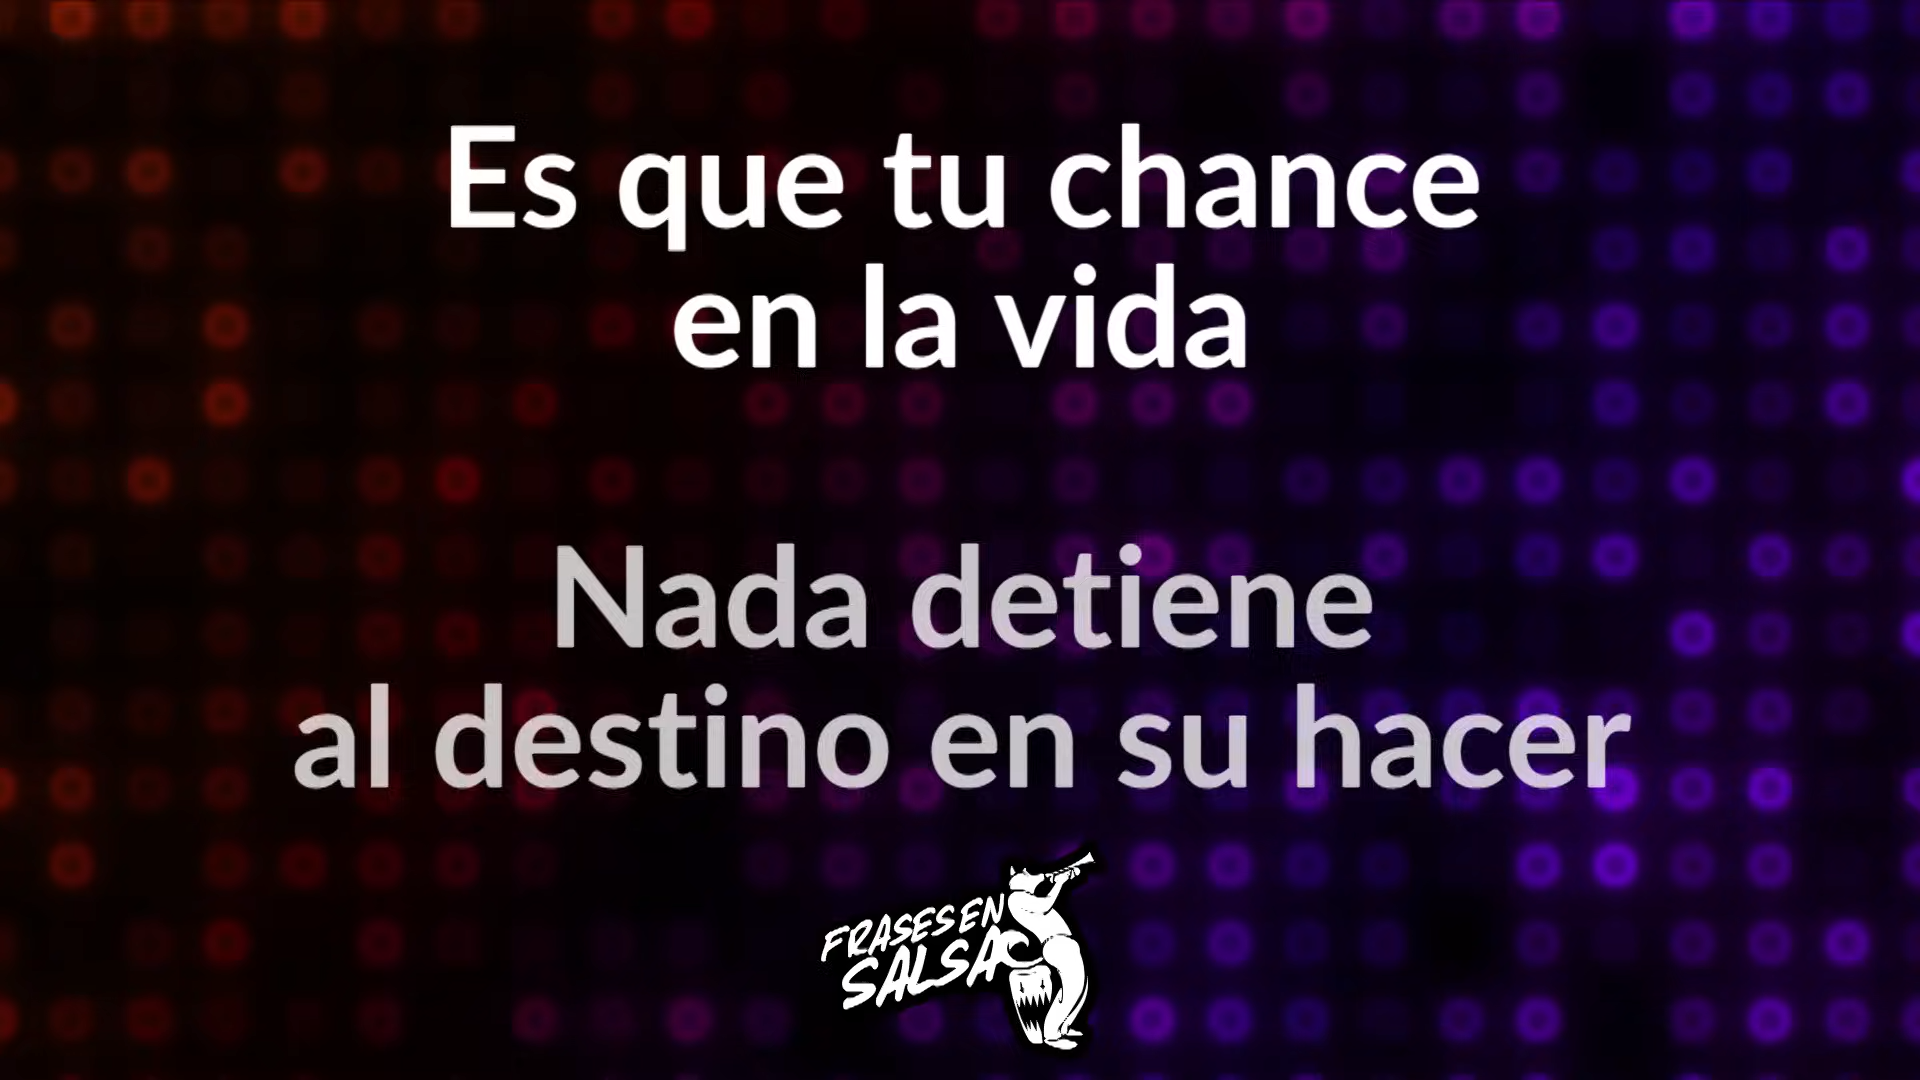 Es que tu chance
en la vida
Nada detiene
al destino en su hacer
FRASES EN
SALSA